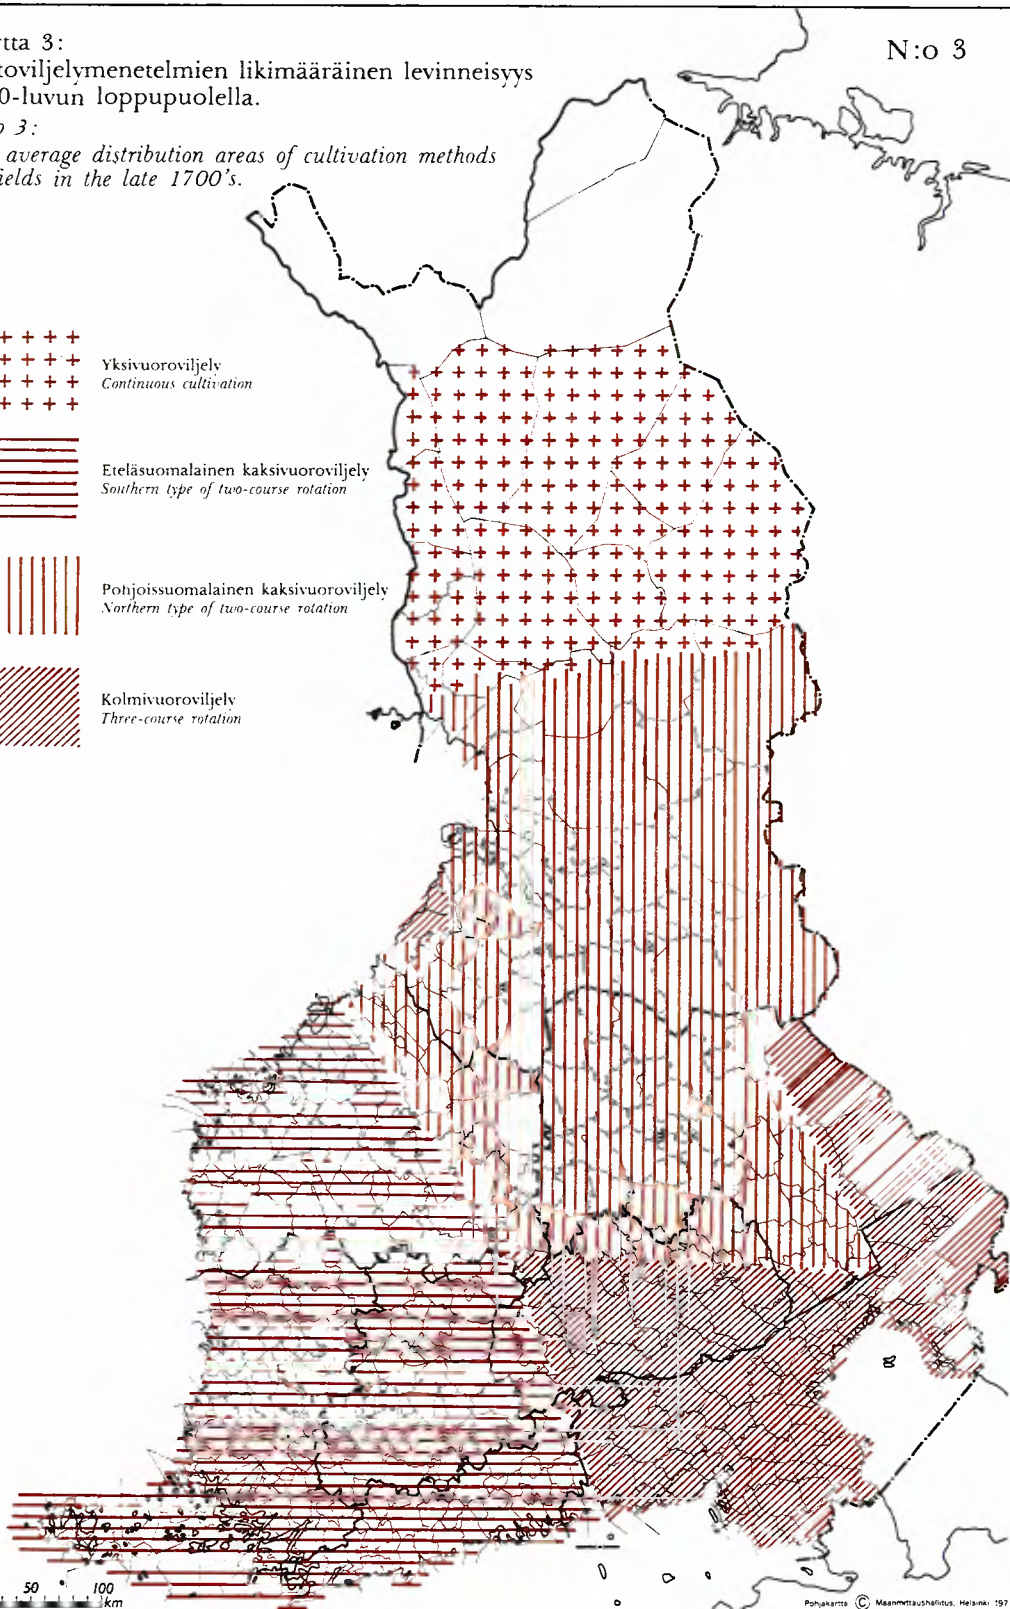 rtta 3:
toviljelymenetelmien likimääräinen levinneisyys
0-luvun loppupuolella.
o 3:
average distribution areas of cultivation methods
ields in the late 1700's.
N:o 3
Yksivuoroviljely
Continuous cultivation
Eteläsuomalainen kaksivuoroviljely
Southern type of two-course rotation
Pohjoissuomalainen kaksivuoroviljely
Northern type of two-course rotation
Kolmivuoroviljely
Three-course rotation
50 100
km
Pohjakartta © Maanmittaushallitus, Helsinki 197